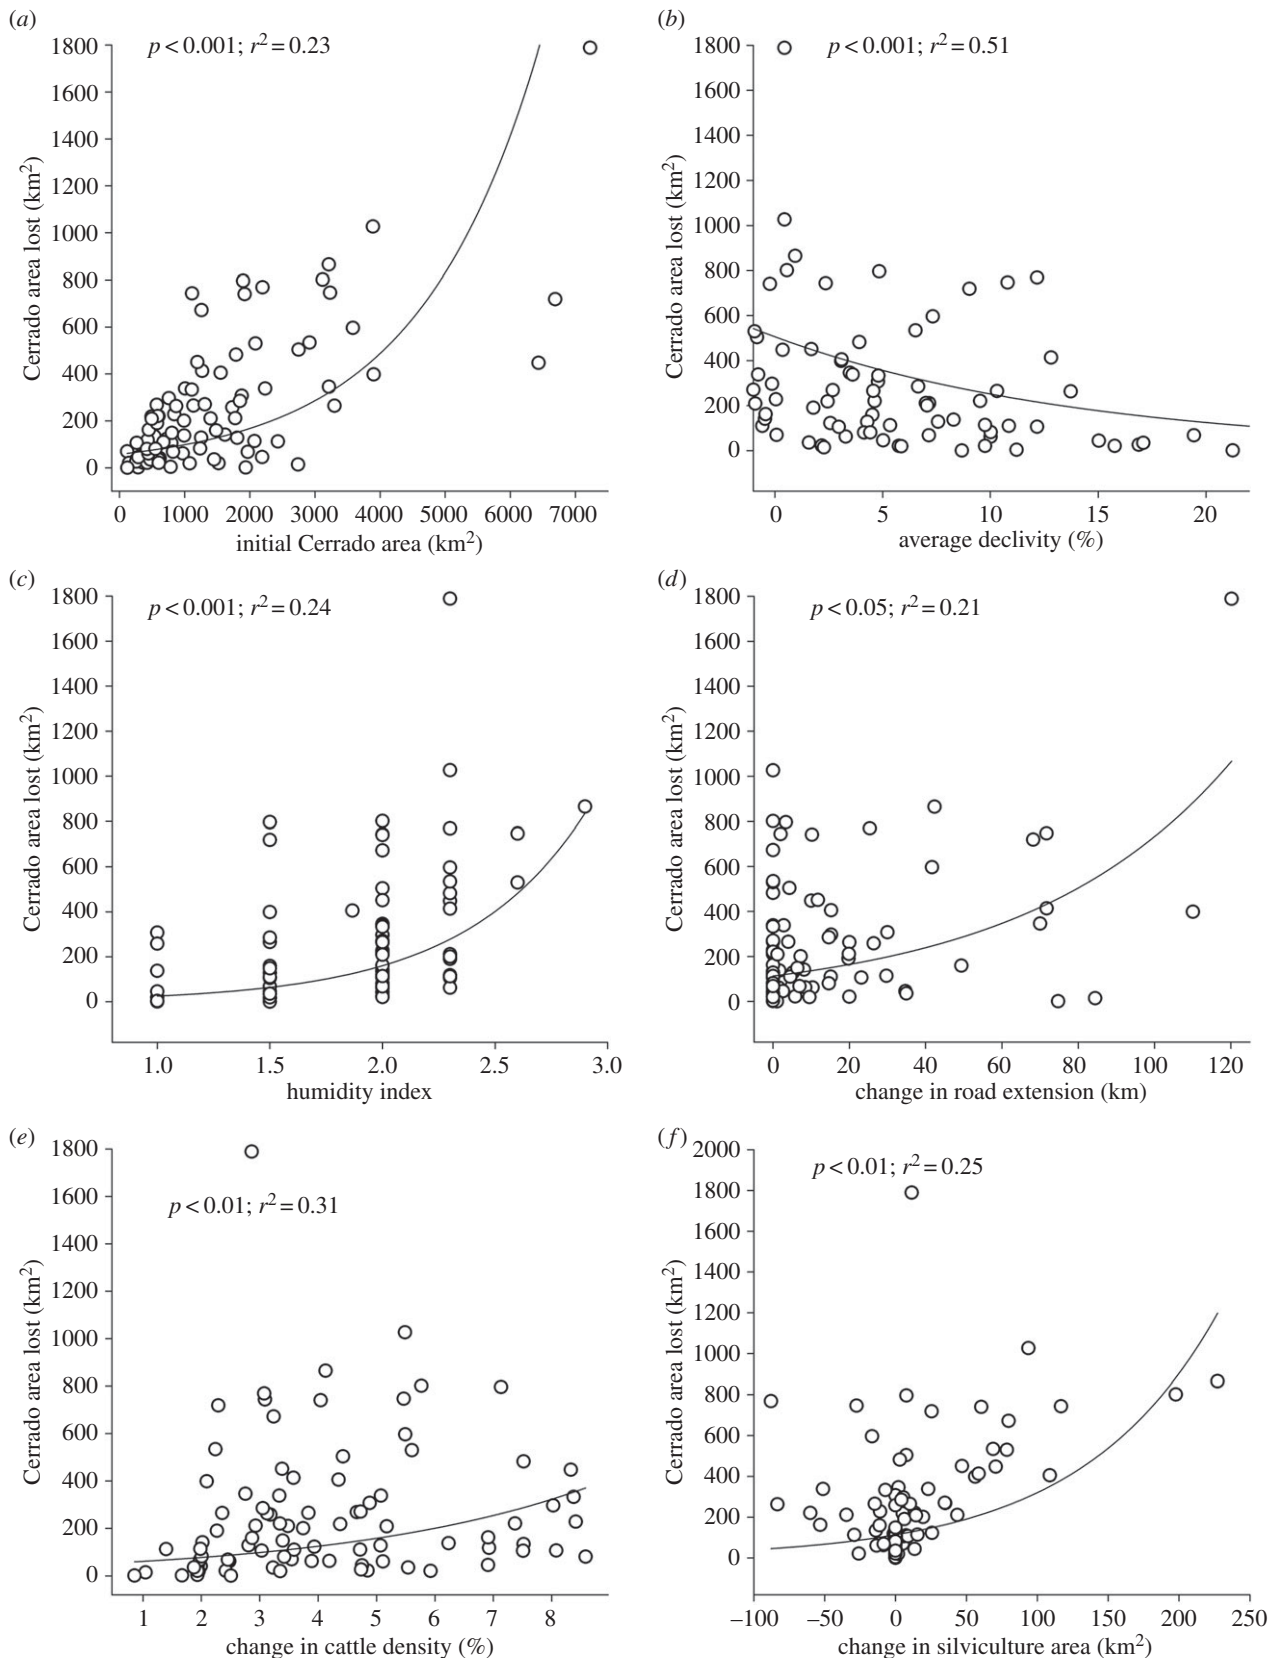 (a)
p < 0.001; r² = 0.23
1800
1600
1400
1200
1000
800
600
400
200
0
Cerrado area lost (km²)
0 1000 2000 3000 4000 5000 6000 7000
initial Cerrado area (km²)
(b)
p < 0.001; r² = 0.51
1800
1600
1400
1200
1000
800
600
400
200
0
Cerrado area lost (km²)
0 5 10 15 20
average declivity (%)
(c)
p < 0.001; r² = 0.24
1800
1600
1400
1200
1000
800
600
400
200
0
Cerrado area lost (km²)
1.0 1.5 2.0 2.5 3.0
humidity index
(d)
p < 0.05; r² = 0.21
1800
1600
1400
1200
1000
800
600
400
200
0
Cerrado area lost (km²)
0 20 40 60 80 100 120
change in road extension (km)
(e)
p < 0.01; r² = 0.31
1800
1600
1400
1200
1000
800
600
400
200
0
Cerrado area lost (km²)
1 2 3 4 5 6 7 8
change in cattle density (%)
(f)
p < 0.01; r² = 0.25
2000
1800
1600
1400
1200
1000
800
600
400
200
0
Cerrado area lost (km²)
–100 –50 0 50 100 150 200 250
change in silviculture area (km²)